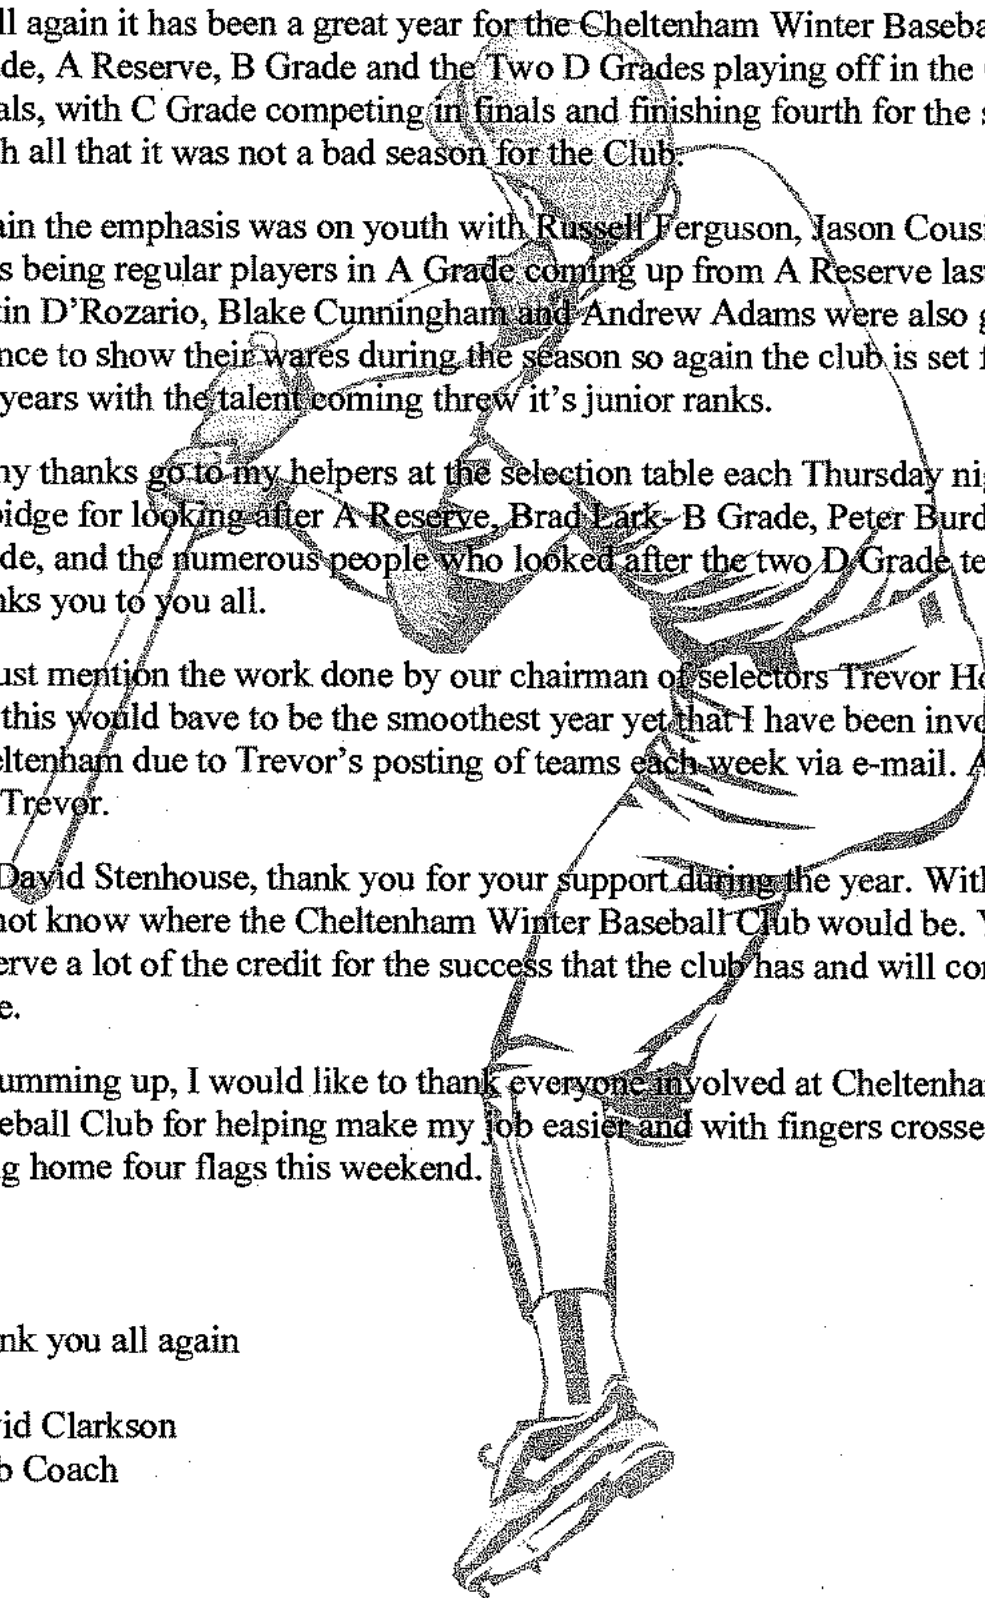 ll again it has been a great year for the Cheltenham Winter Baseba
de, A Reserve, B Grade and the Two D Grades playing off in the
als, with C Grade competing in finals and finishing fourth for the s
h all that it was not a bad season for the Club.
ain the emphasis was on youth with Russell Ferguson, Jason Cousi
s being regular players in A Grade coming up from A Reserve las
tin D'Rozario, Blake Cunningham and Andrew Adams were also g
nce to show their wares during the season so again the club is set f
years with the talent coming threw it's junior ranks.
ny thanks go to my helpers at the selection table each Thursday ni
oidge for looking after A Reserve, Brad Lark- B Grade, Peter Burd
de, and the numerous people who looked after the two D Grade te
nks you to you all.
ust mention the work done by our chairman of selectors Trevor Ho
this would bave to be the smoothest year yet that I have been invo
eltenham due to Trevor's posting of teams each week via e-mail. A
Trevor.
David Stenhouse, thank you for your support during the year. With
not know where the Cheltenham Winter Baseball Club would be. Y
erve a lot of the credit for the success that the club has and will con
e.
umming up, I would like to thank everyone involved at Cheltenha
eball Club for helping make my job easier and with fingers crosse
g home four flags this weekend.
nk you all again
vid Clarkson
b Coach